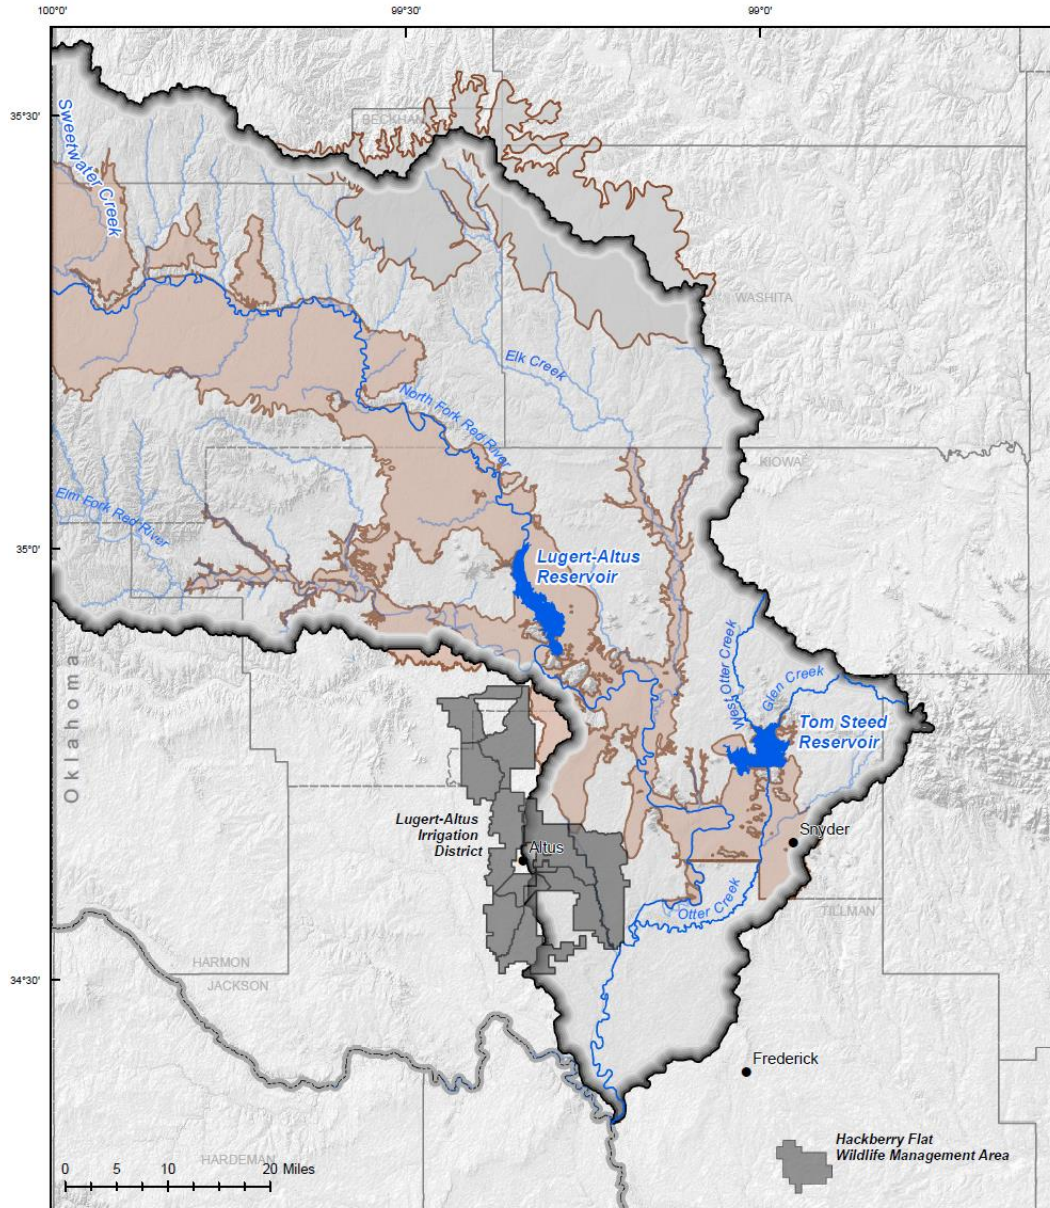 100°0'
99°30'
99°0'
35°30'
BECKHAM
Sweetwater Creek
WASHITA
Elk Creek
North Fork Red River
KIOWA
Elm Fork Red River
35°0'
Lugert-Altus
Reservoir
Oklahoma
West Otter Creek
Glen Creek
Tom Steed
Reservoir
Lugert-Altus
Irrigation
District
Altus
Snyder
Otter Creek
TILLMAN
HARMON
JACKSON
34°30'
Frederick
Hackberry Flat
Wildlife Management Area
HARDEMAN
0 5 10 20 Miles